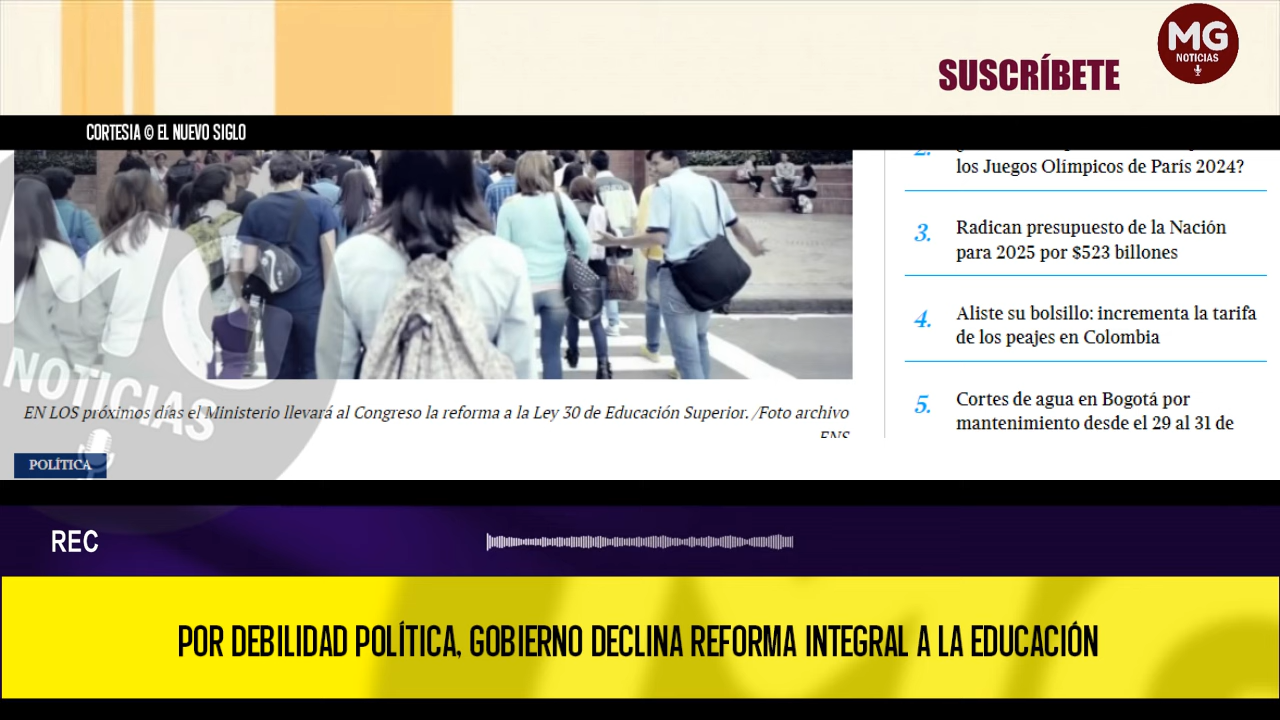 MG
NOTICIAS
SUSCRÍBETE
CORTESIA © EL NUEVO SIGLO
2.
los Juegos Olímpicos de París 2024?
3.
Radican presupuesto de la Nación
para 2025 por $523 billones
4.
Aliste su bolsillo: incrementa la tarifa
de los peajes en Colombia
5.
Cortes de agua en Bogotá por
mantenimiento desde el 29 al 31 de
MG
NOTICIAS
EN LOS próximos días el Ministerio llevará al Congreso la reforma a la Ley 30 de Educación Superior. /Foto archivo
ENS
POLÍTICA
REC
POR DEBILIDAD POLÍTICA, GOBIERNO DECLINA REFORMA INTEGRAL A LA EDUCACIÓN